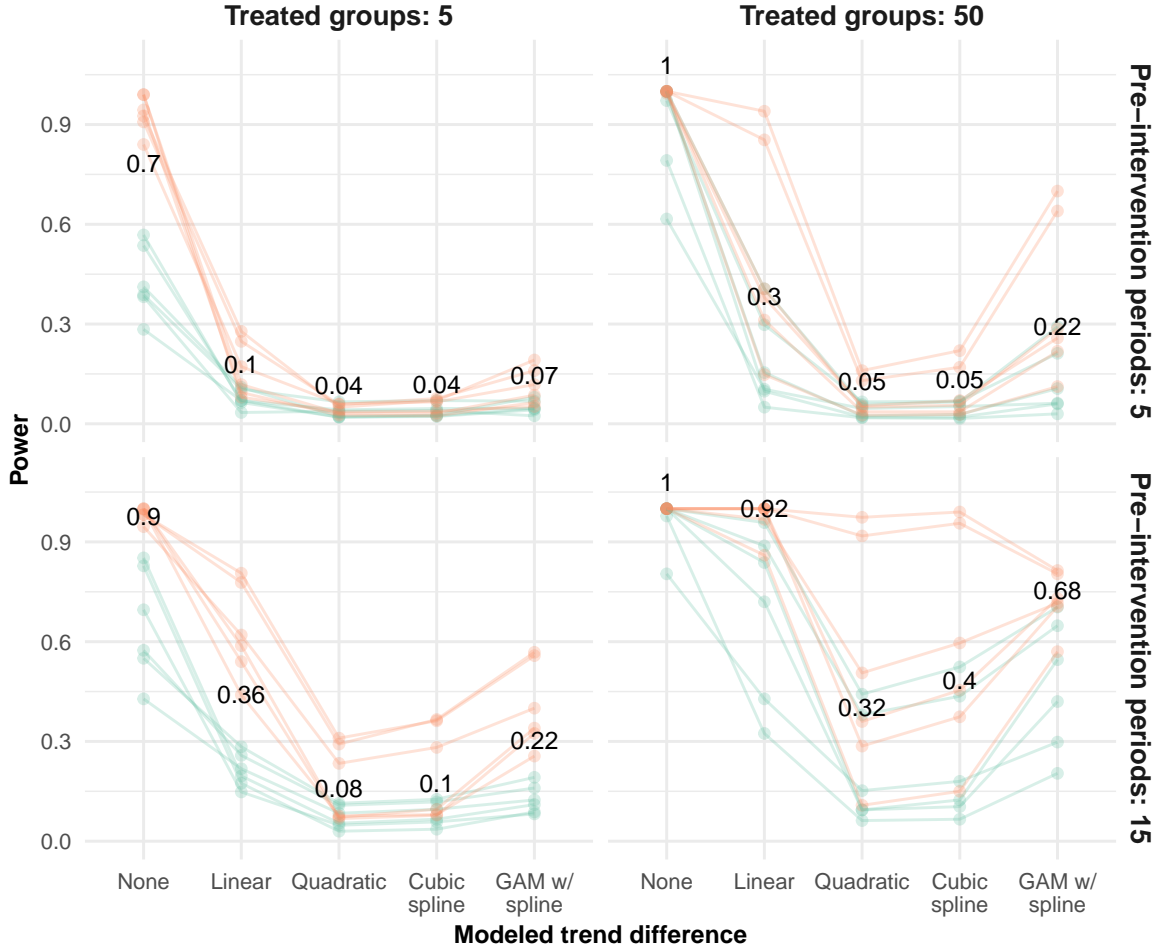 Treated groups: 5
Treated groups: 50
Pre−intervention periods: 5
Pre−intervention periods: 15
Power
0.9
0.6
0.3
0.0
0.7
0.1
0.04
0.04
0.07
1
0.3
0.05
0.05
0.22
0.9
0.6
0.3
0.0
0.9
0.36
0.08
0.1
0.22
1
0.92
0.32
0.4
0.68
None
Linear
Quadratic
Cubic
spline
GAM w/
spline
None
Linear
Quadratic
Cubic
spline
GAM w/
spline
Modeled trend difference